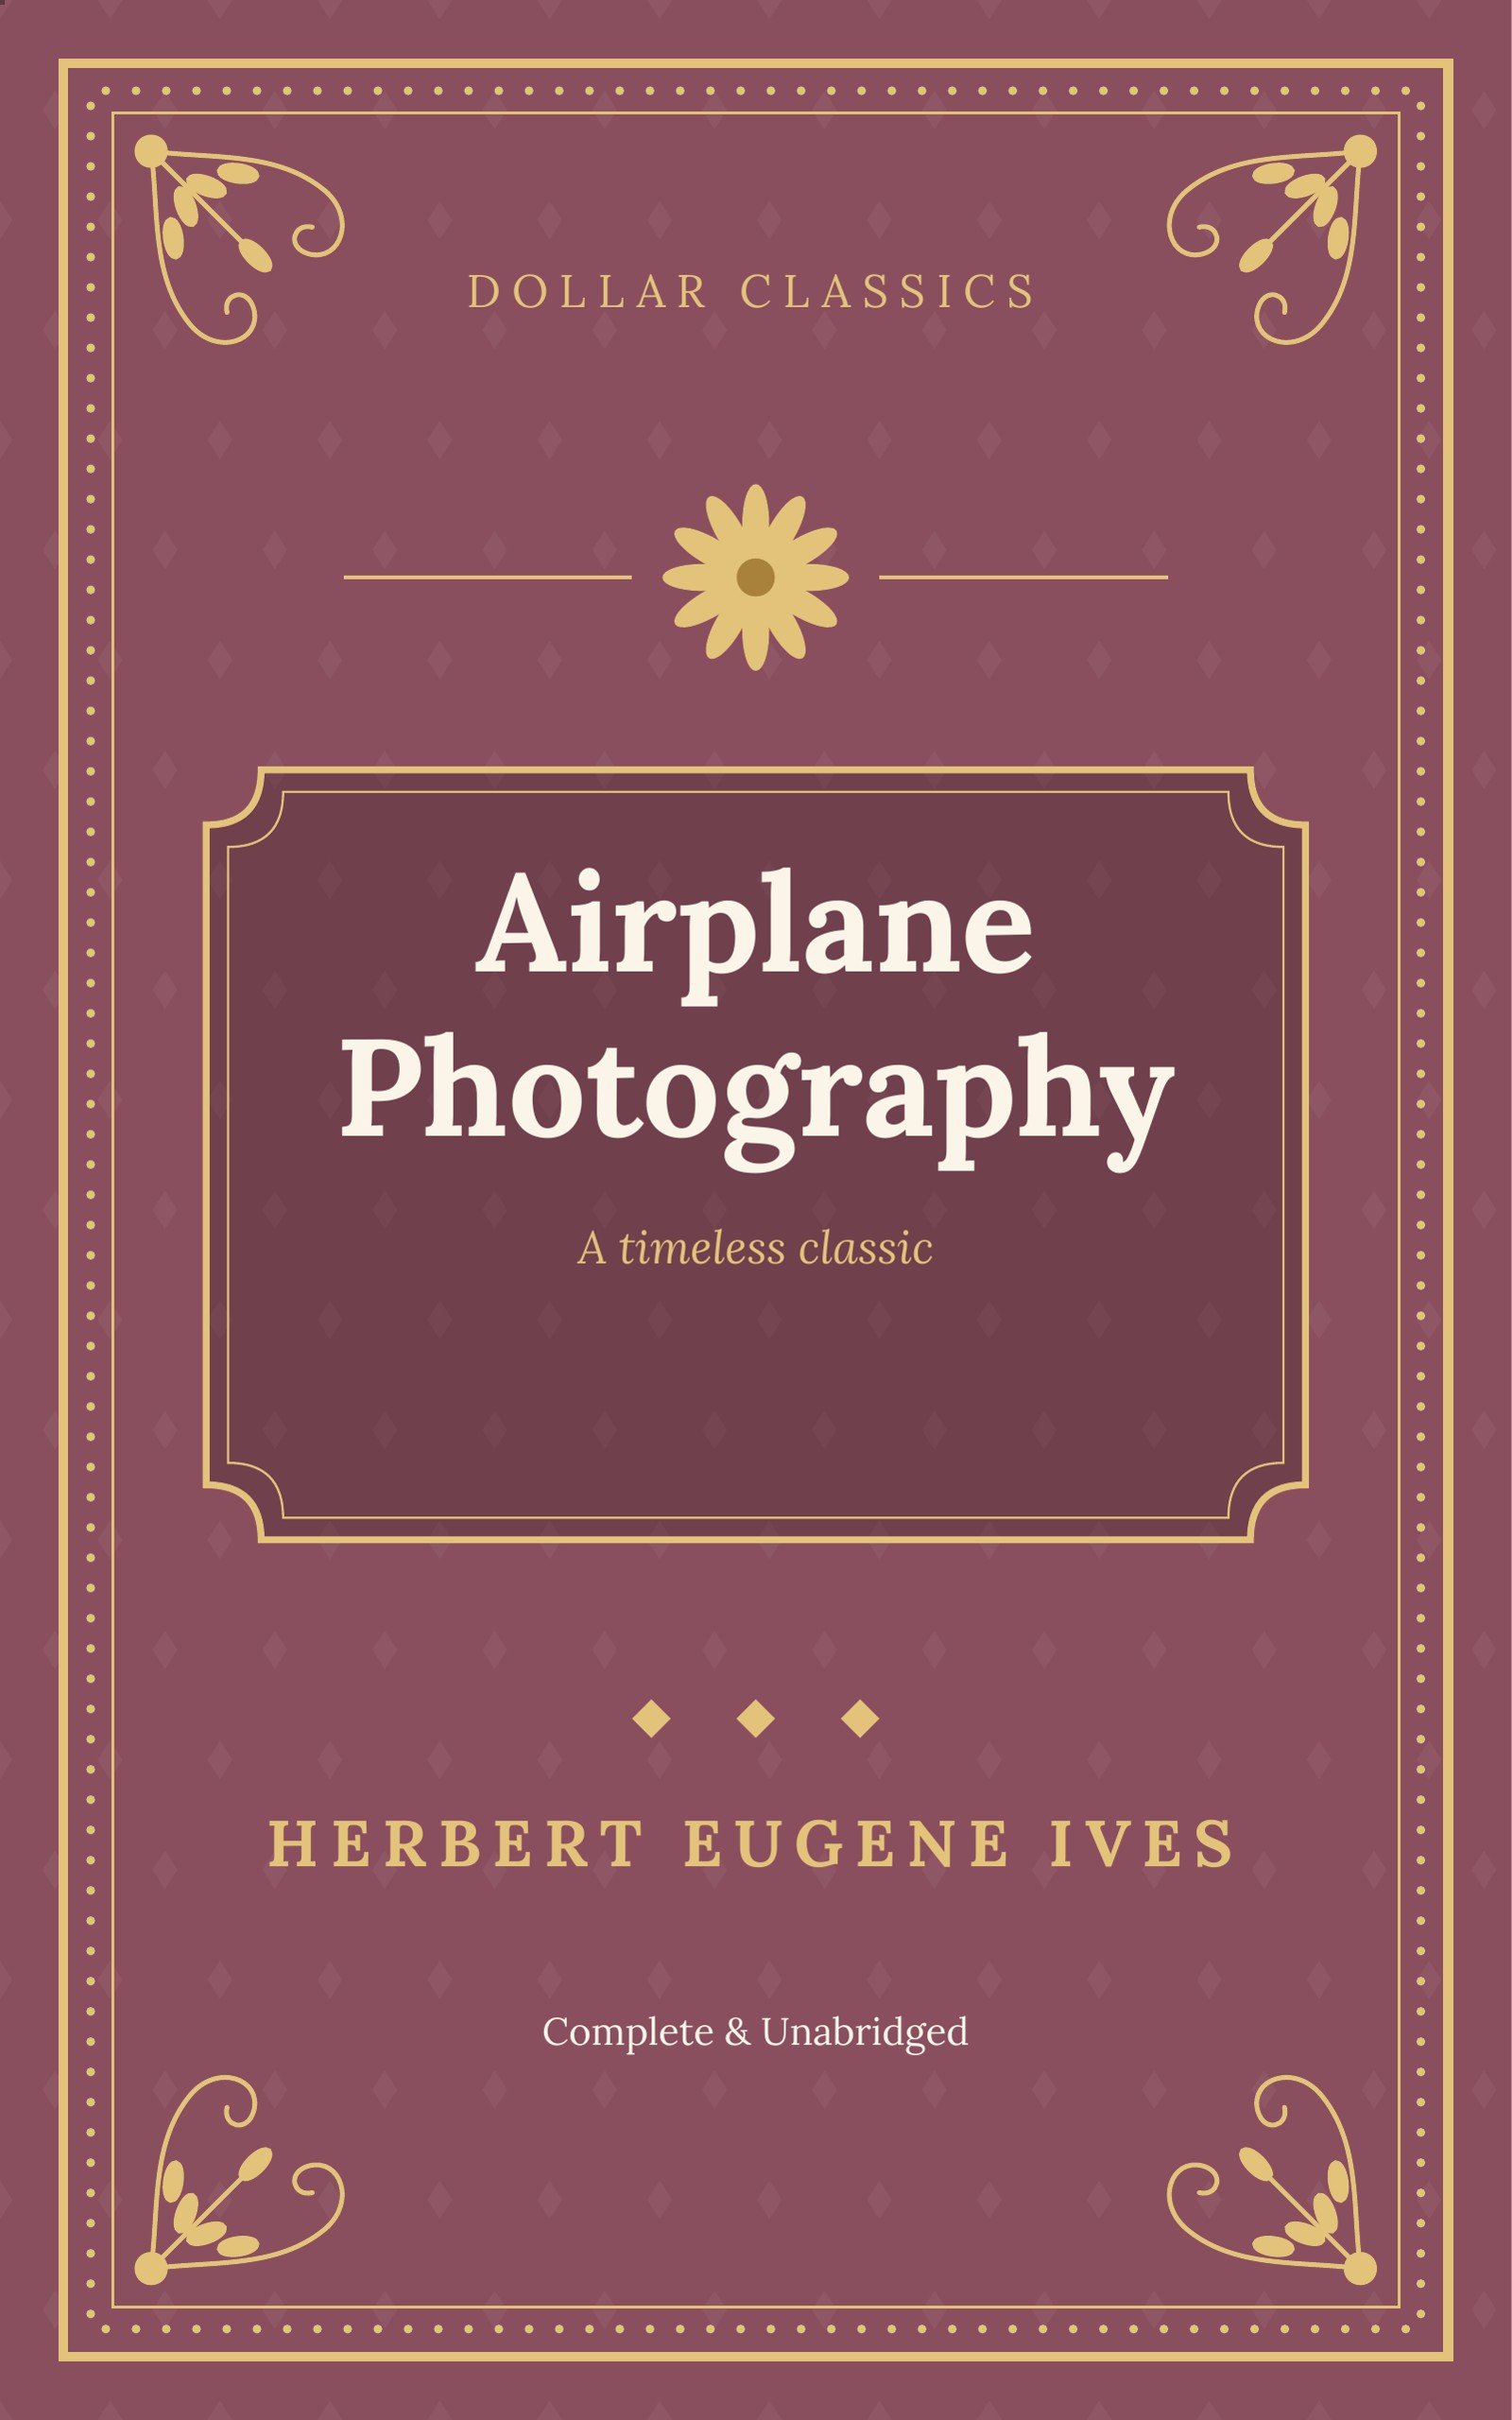 DOLLAR CLASSICS
Airplane
Photography
A timeless classic
HERBERT EUGENE IVES
Complete & Unabridged